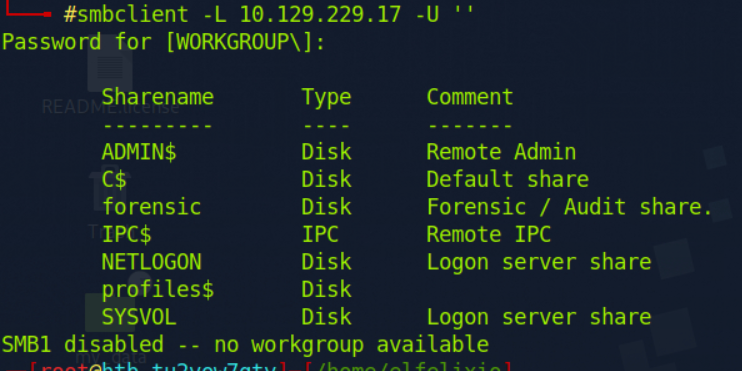 #smbclient -L 10.129.229.17 -U ''
Password for [WORKGROUP\]:
Sharename Type Comment
--------- ---- -------
ADMIN$ Disk Remote Admin
C$ Disk Default share
forensic Disk Forensic / Audit share.
IPC$ IPC Remote IPC
NETLOGON Disk Logon server share
profiles$ Disk
SYSVOL Disk Logon server share
SMB1 disabled -- no workgroup available
README.license